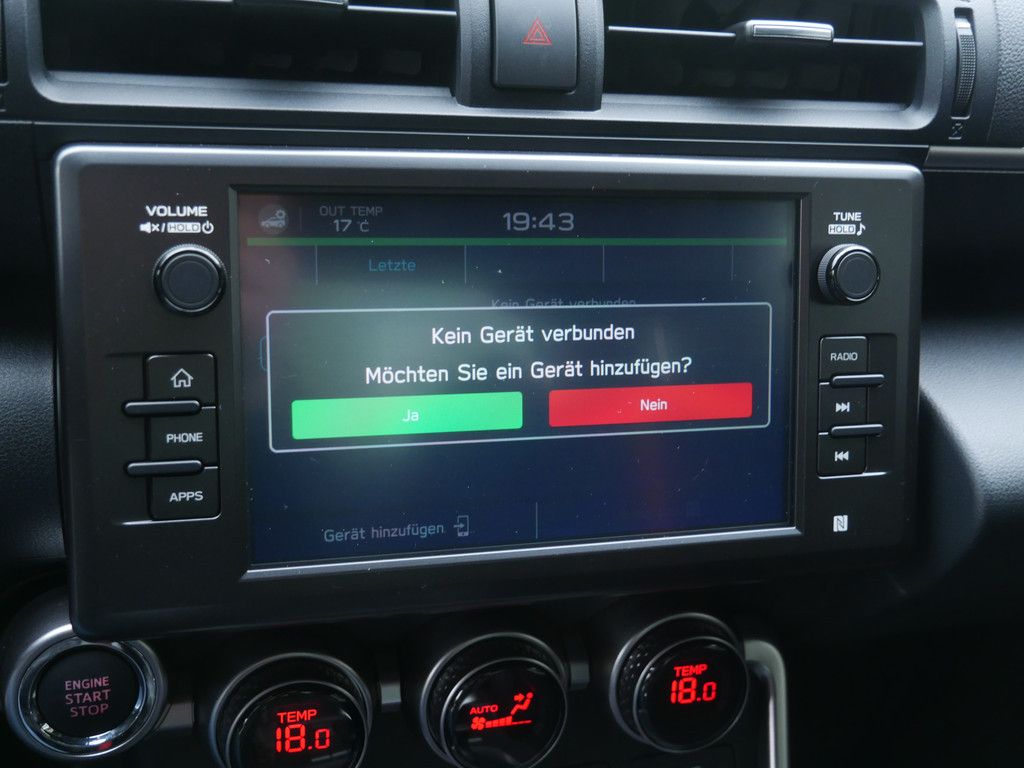 VOLUME
/HOLD
OUT TEMP
17 °C
19:43
TUNE
HOLD
Letzte
Kein Gerät verbunden
Kein Gerät verbunden
Möchten Sie ein Gerät hinzufügen?
Ja
Nein
RADIO
PHONE
APPS
Gerät hinzufügen
N
ENGINE
START
STOP
TEMP
18.0
AUTO
TEMP
18.0